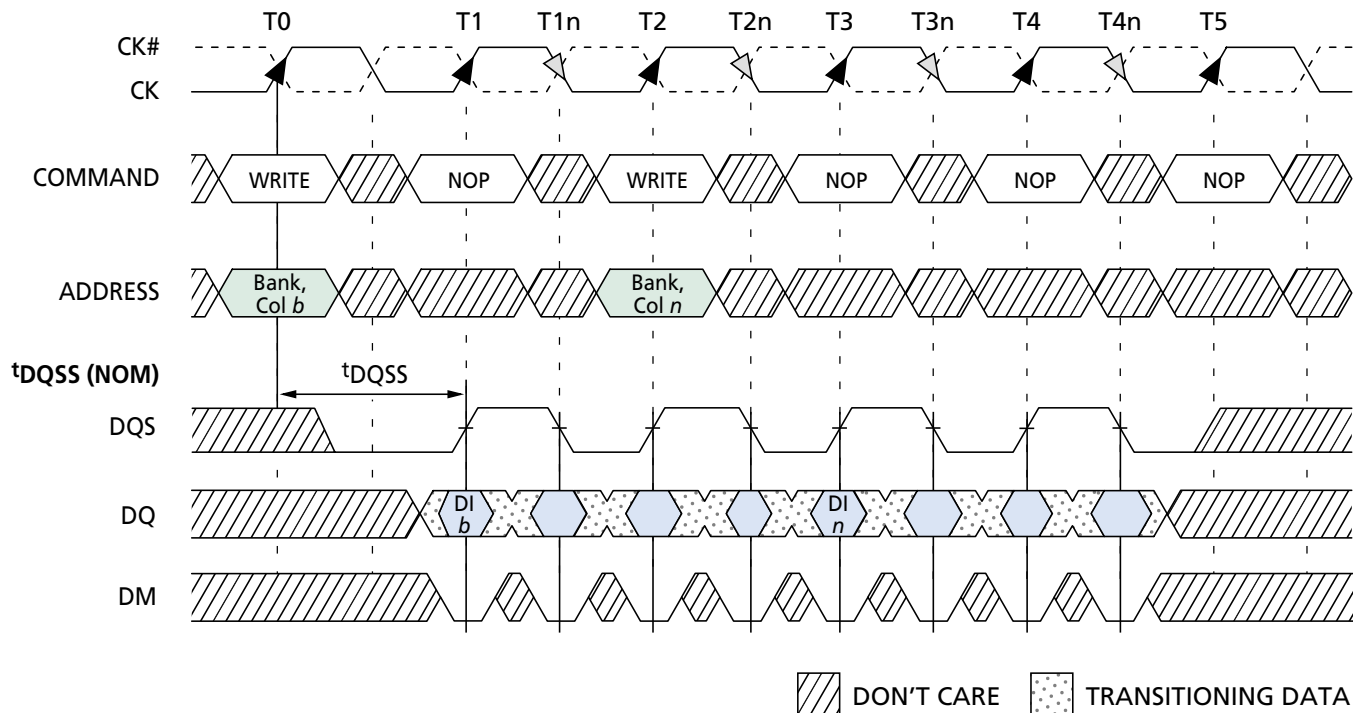 T0 T1 T1n T2 T2n T3 T3n T4 T4n T5
CK#
CK
COMMAND WRITE NOP WRITE NOP NOP NOP
ADDRESS Bank, Col b Bank, Col n
tDQSS (NOM) tDQSS
DQS
DQ DI b DI n
DM
DON'T CARE TRANSITIONING DATA